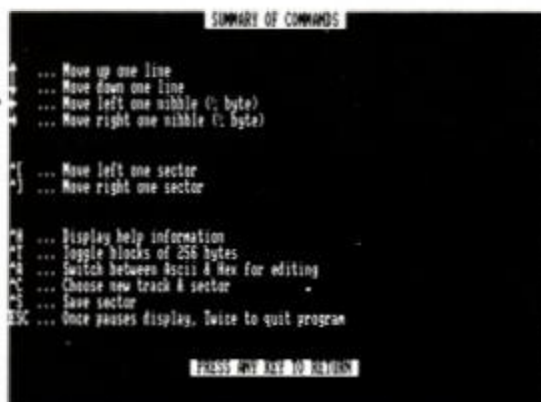 SUMMARY OF COMMANDS
... Move up one line
... Move down one line
... Move left one nibble (½ byte)
... Move right one nibble (½ byte)
^[ ... Move left one sector
^] ... Move right one sector
^H ... Display help information
^T ... Toggle blocks of 256 bytes
^A ... Switch between Ascii & Hex for editing
^C ... Choose new track & sector
^S ... Save sector
ESC ... Once pauses display, Twice to quit program
PRESS ANY KEY TO RETURN